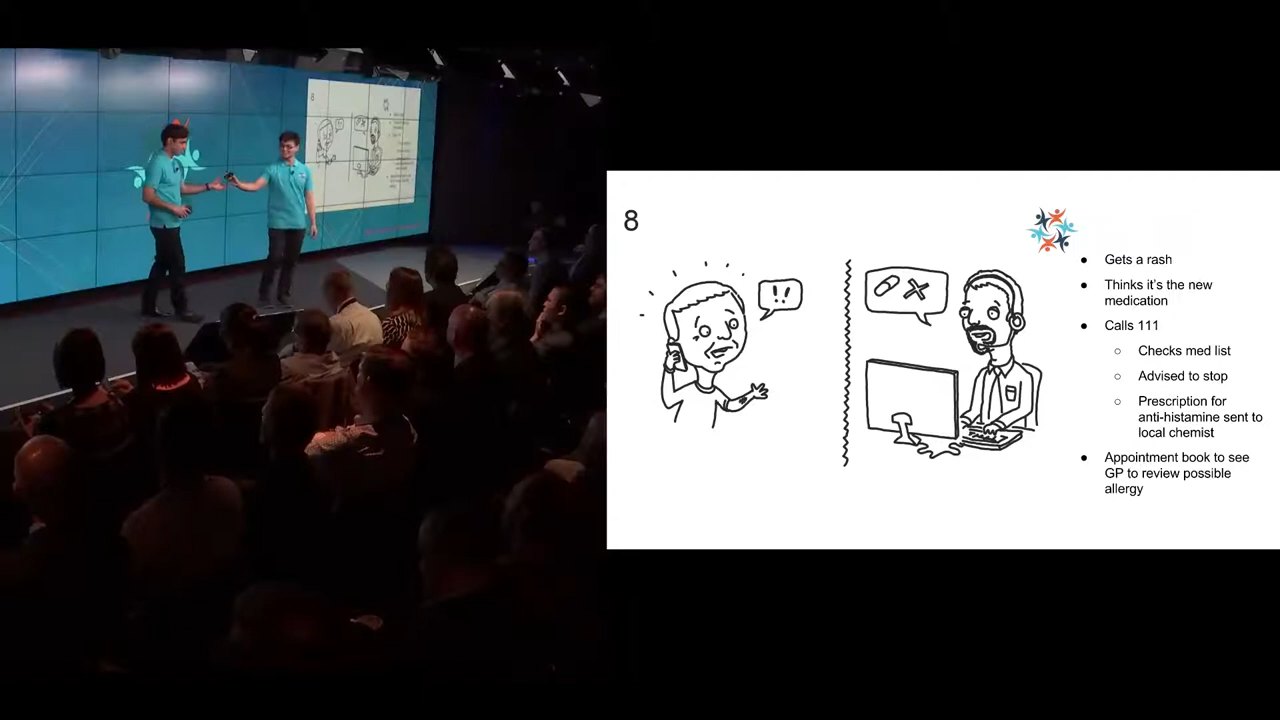 8
!!
Gets a rash
Thinks it's the new
medication
Calls 111
Checks med list
Advised to stop
Prescription for
anti-histamine sent to
local chemist
Appointment book to see
GP to review possible
allergy